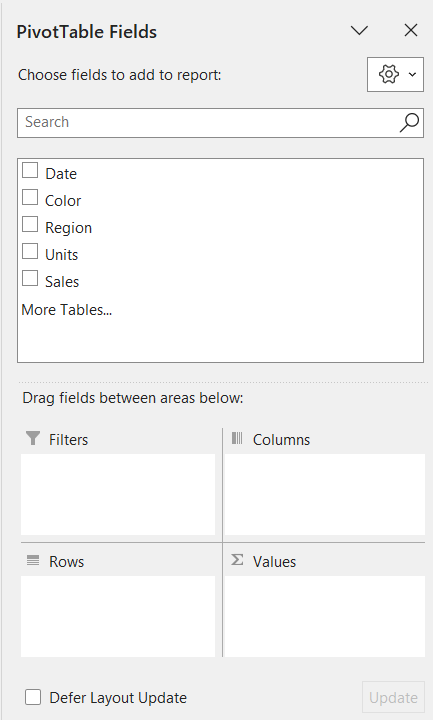 PivotTable Fields
Choose fields to add to report:
Search
Date
Color
Region
Units
Sales
More Tables...
Drag fields between areas below:
Filters
Columns
Rows
Σ Values
Defer Layout Update
Update